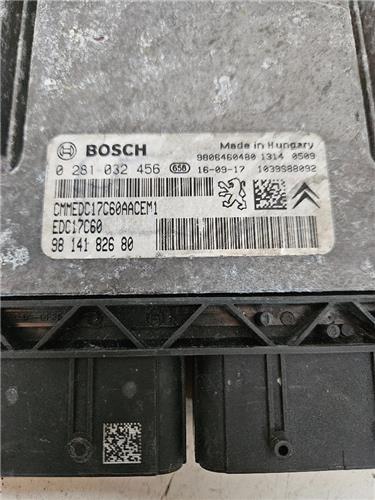 BOSCH
Made in Hungary
9806460480 1314 0509
0 281 032 456 658 16-09-17 1039S88092
CMMEDC17C60AACEM1
EDC17C60
98 141 826 80